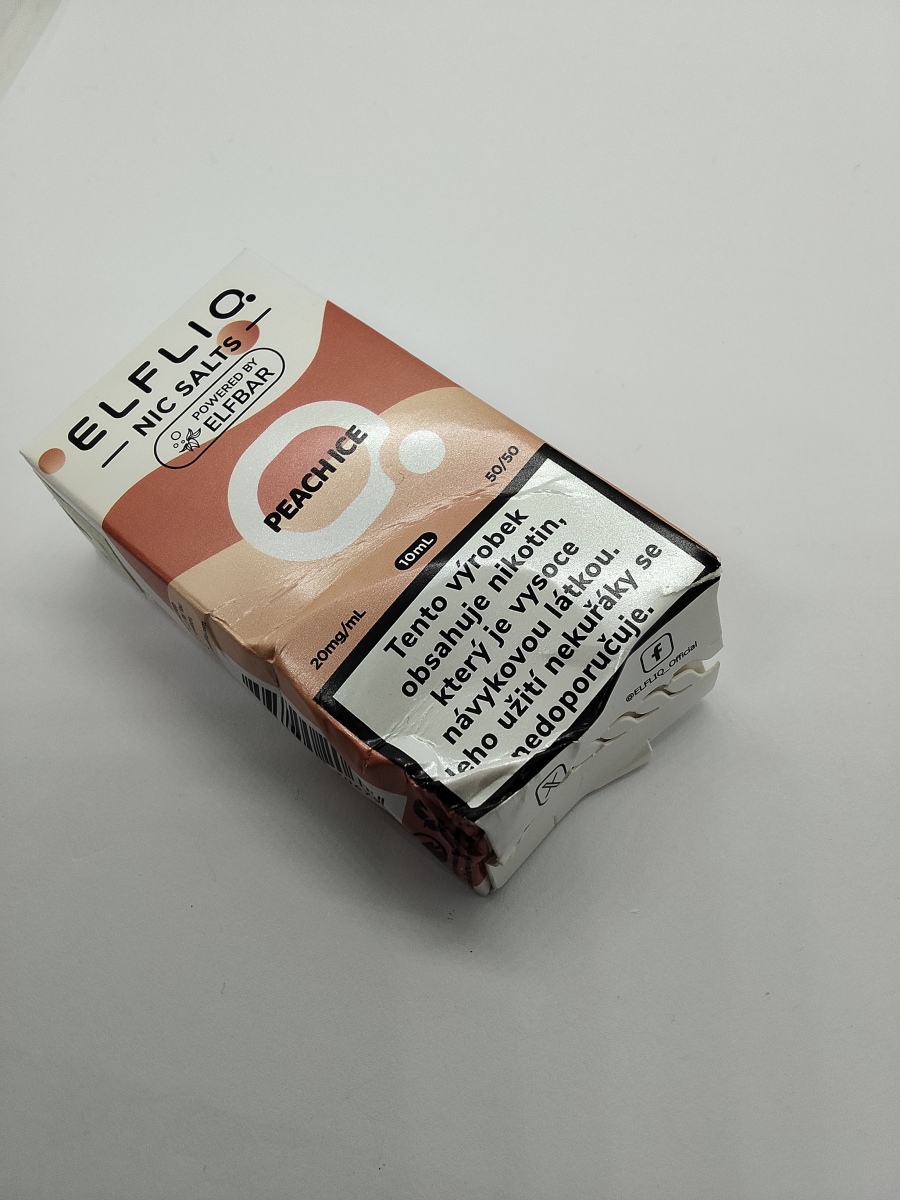 ELFLIQ
NIC SALTS
POWERED BY
ELFBAR
PEACH ICE
50/50
10mL
20mg/mL
Tento výrobek
obsahuje nikotin,
který je vysoce
návykovou látkou.
Jeho užití nekuřáky se
nedoporučuje.
f
@ELFLIQ_Official
X